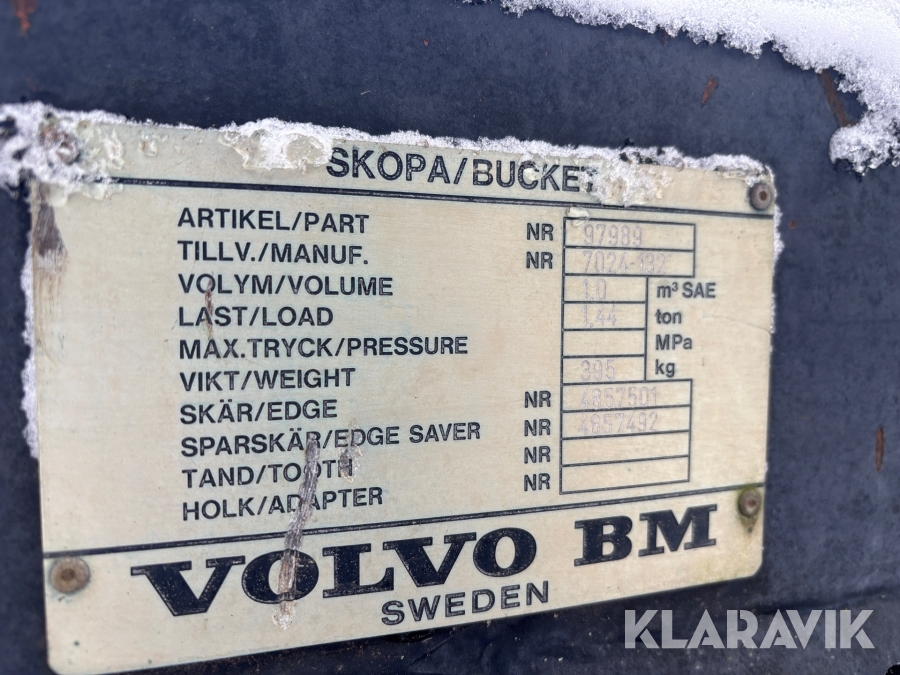 SKOPA/BUCKET
ARTIKEL/PART NR 97989
TILLV./MANUF. NR 7024-132
VOLYM/VOLUME 1,0 m³ SAE
LAST/LOAD 1,44 ton
MAX.TRYCK/PRESSURE MPa
VIKT/WEIGHT 395 kg
SKÄR/EDGE NR 4857501
SPARSKÄR/EDGE SAVER NR 4857492
TAND/TOOTH NR
HOLK/ADAPTER NR
VOLVO BM
SWEDEN
KLARAVIK